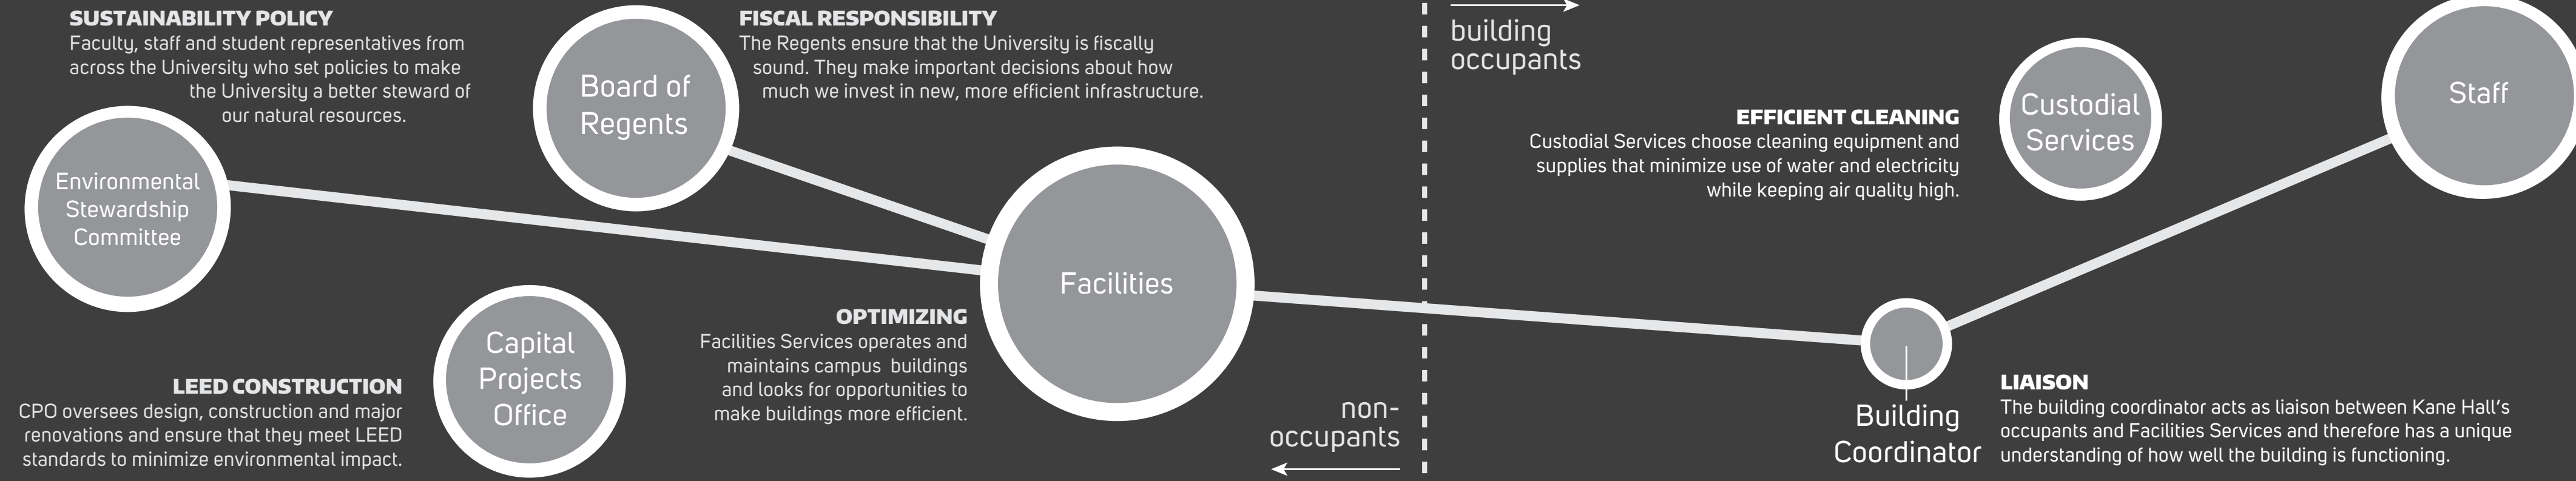 SUSTAINABILITY POLICY
Faculty, staff and student representatives from
across the University who set policies to make
the University a better steward of
our natural resources.
Environmental
Stewardship
Committee
Board of
Regents
FISCAL RESPONSIBILITY
The Regents ensure that the University is fiscally
sound. They make important decisions about how
much we invest in new, more efficient infrastructure.
LEED CONSTRUCTION
CPO oversees design, construction and major
renovations and ensure that they meet LEED
standards to minimize environmental impact.
Capital
Projects
Office
OPTIMIZING
Facilities Services operates and
maintains campus buildings
and looks for opportunities to
make buildings more efficient.
Facilities
non-
occupants
building
occupants
EFFICIENT CLEANING
Custodial Services choose cleaning equipment and
supplies that minimize use of water and electricity
while keeping air quality high.
Custodial
Services
Staff
Building
Coordinator
LIAISON
The building coordinator acts as liaison between Kane Hall's
occupants and Facilities Services and therefore has a unique
understanding of how well the building is functioning.